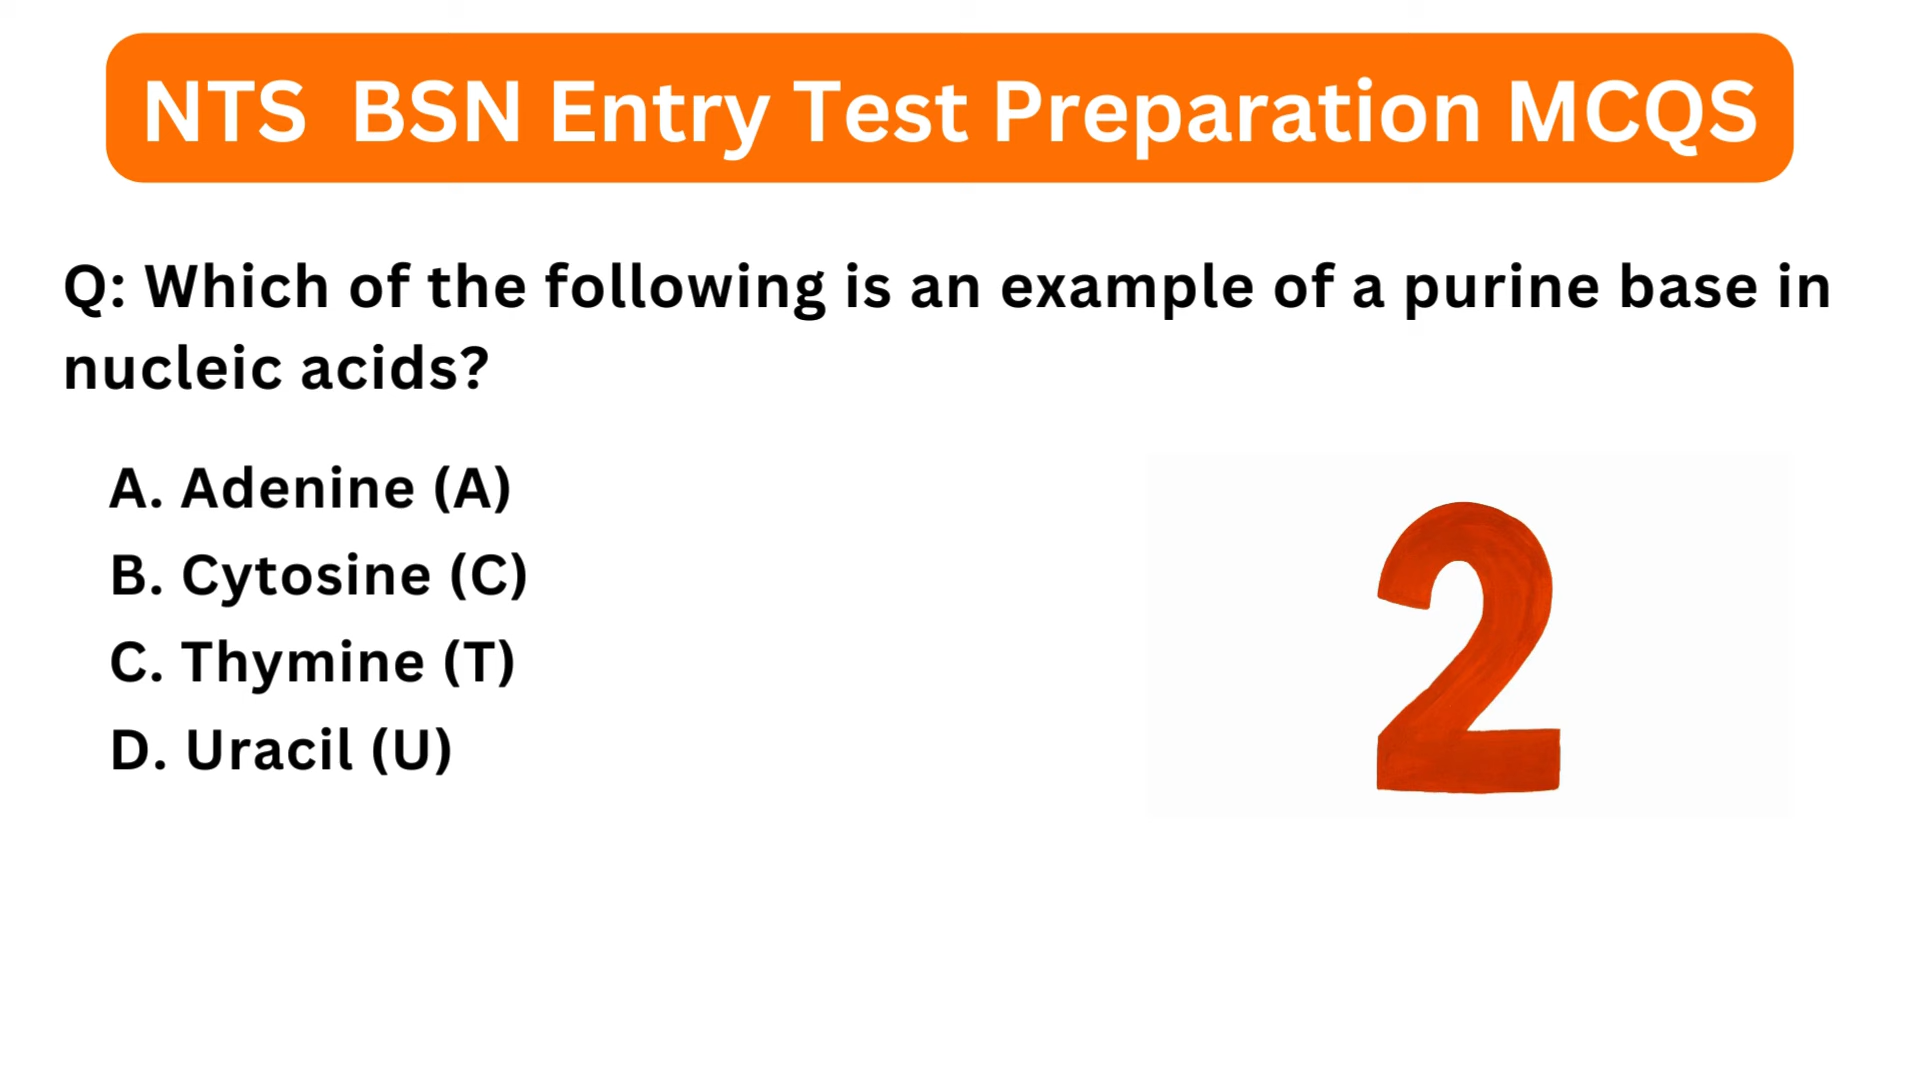 NTS BSN Entry Test Preparation MCQS
Q: Which of the following is an example of a purine base in
nucleic acids?
A. Adenine (A)
B. Cytosine (C)
C. Thymine (T)
D. Uracil (U)
2